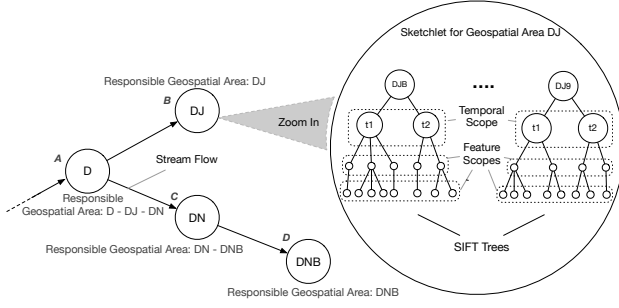 Sketchlet for Geospatial Area DJ
Responsible Geospatial Area: DJ
B
DJ
Zoom In
DJB
....
DJ9
Temporal
Scope
t1
t2
t1
t2
Feature
Scopes
A
D
Stream Flow
Responsible
Geospatial Area: D - DJ - DN
C
DN
Responsible Geospatial Area: DN - DNB
D
DNB
Responsible Geospatial Area: DNB
SIFT Trees